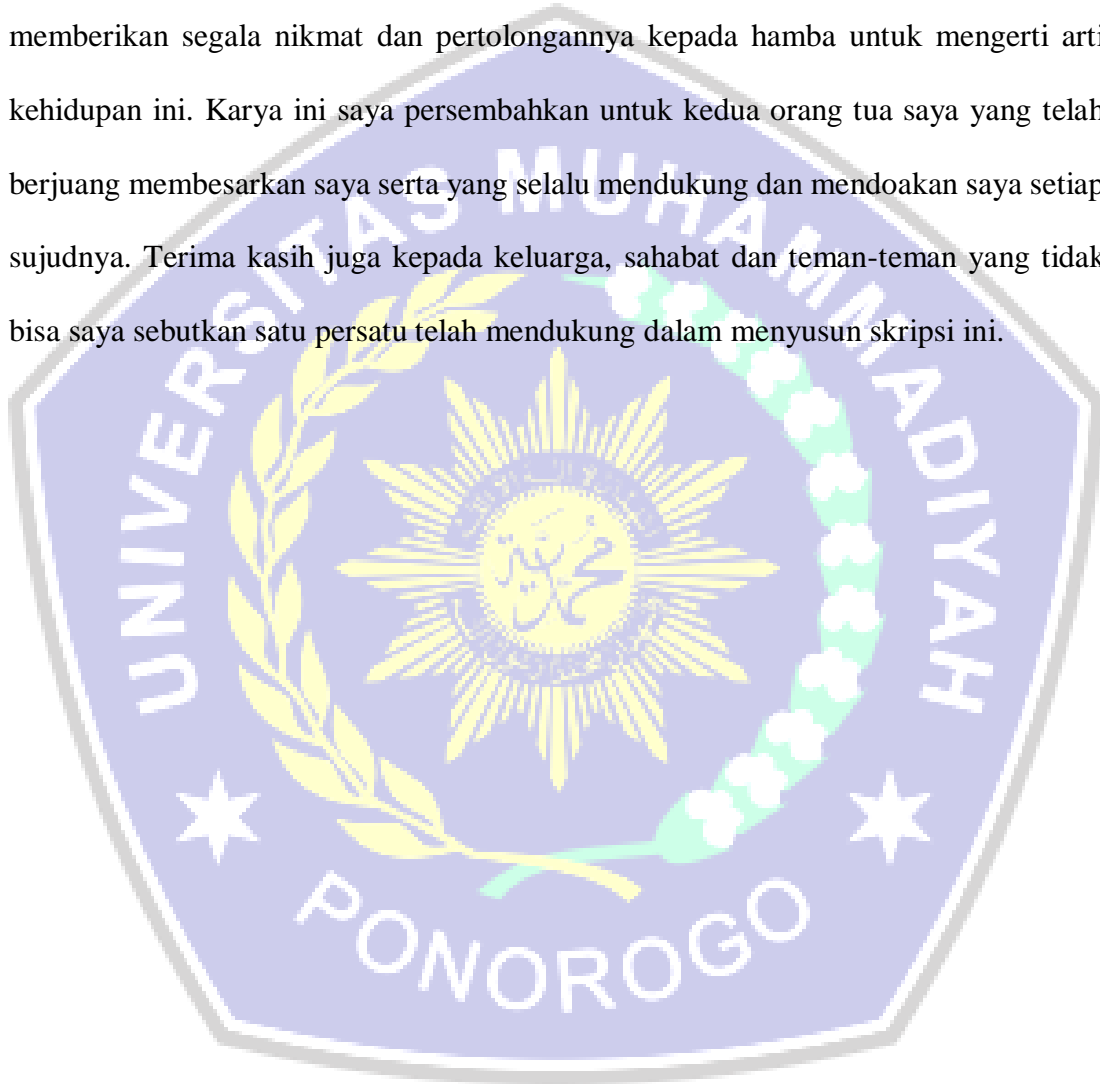 memberikan segala nikmat dan pertolongannya kepada hamba untuk mengerti arti
kehidupan ini. Karya ini saya persembahkan untuk kedua orang tua saya yang telah
berjuang membesarkan saya serta yang selalu mendukung dan mendoakan saya setiap
sujudnya. Terima kasih juga kepada keluarga, sahabat dan teman-teman yang tidak
bisa saya sebutkan satu persatu telah mendukung dalam menyusun skripsi ini.
UNIVERSITAS MUHAMMADIYAH
PONOROGO